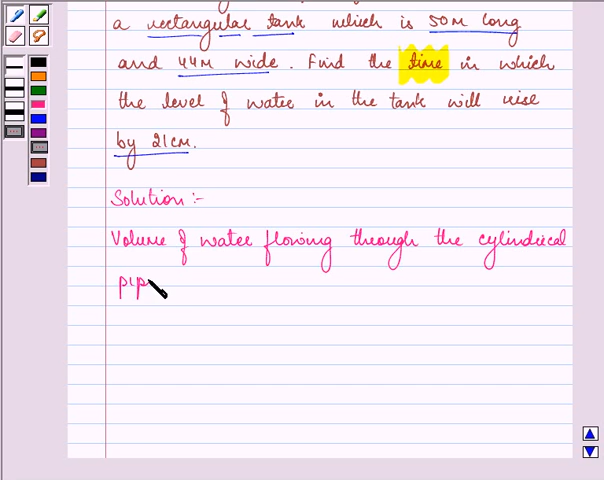 a rectangular tank which is 50M long
and 44M wide. Find the time in which
the level of water in the tank will rise
by 21CM.
Solution :-
Volume of water flowing through the cylindrical
pip